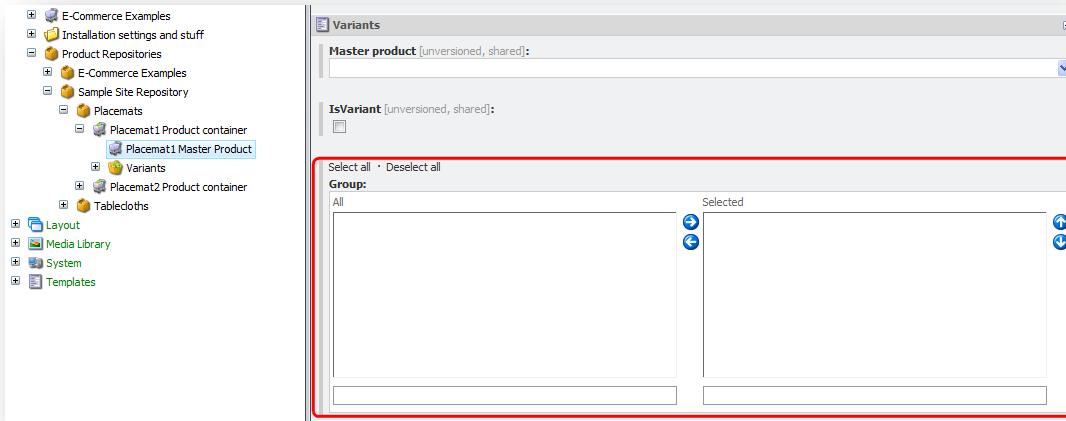 E-Commerce Examples
Installation settings and stuff
Product Repositories
E-Commerce Examples
Sample Site Repository
Placemats
Placemat1 Product container
Placemat1 Master Product
Variants
Placemat2 Product container
Tablecloths
Layout
Media Library
System
Templates
Variants
Master product [unversioned, shared]:
IsVariant [unversioned, shared]:
Select all · Deselect all
Group:
All Selected